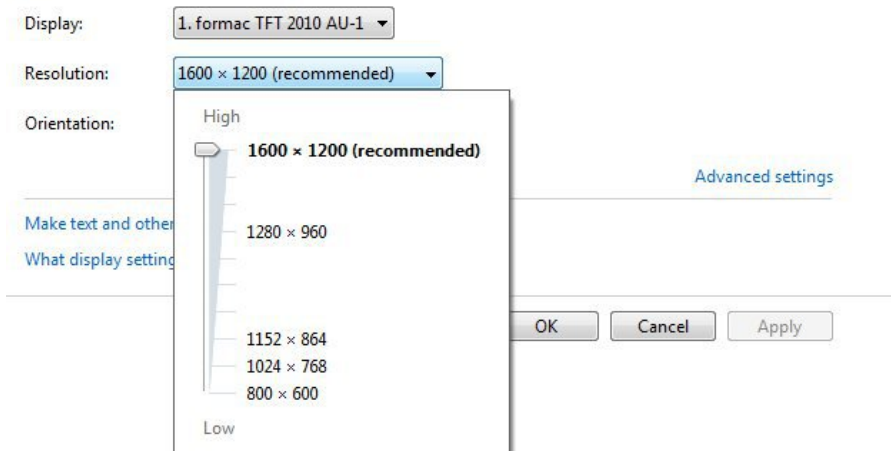 Display: 1. formac TFT 2010 AU-1
Resolution: 1600 × 1200 (recommended)
Orientation:
High
1600 × 1200 (recommended)
Advanced settings
Make text and other
1280 × 960
What display setting
OK Cancel Apply
1152 × 864
1024 × 768
800 × 600
Low